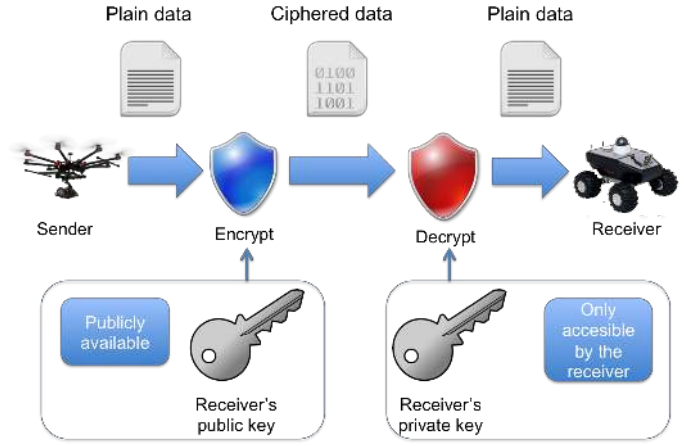 Plain data
Ciphered data
Plain data
0100
1101
1001
Sender
Encrypt
Decrypt
Receiver
Publicly
available
Receiver's
public key
Receiver's
private key
Only
accesible
by the
receiver